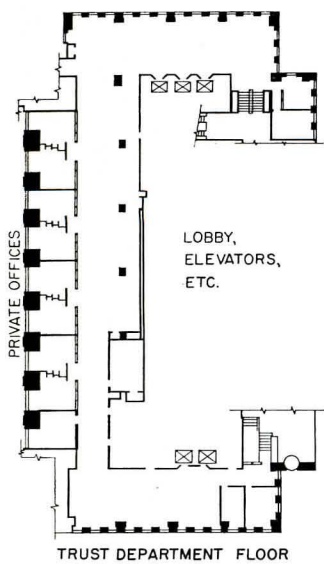 PRIVATE OFFICES
LOBBY,
ELEVATORS,
ETC.
TRUST DEPARTMENT FLOOR